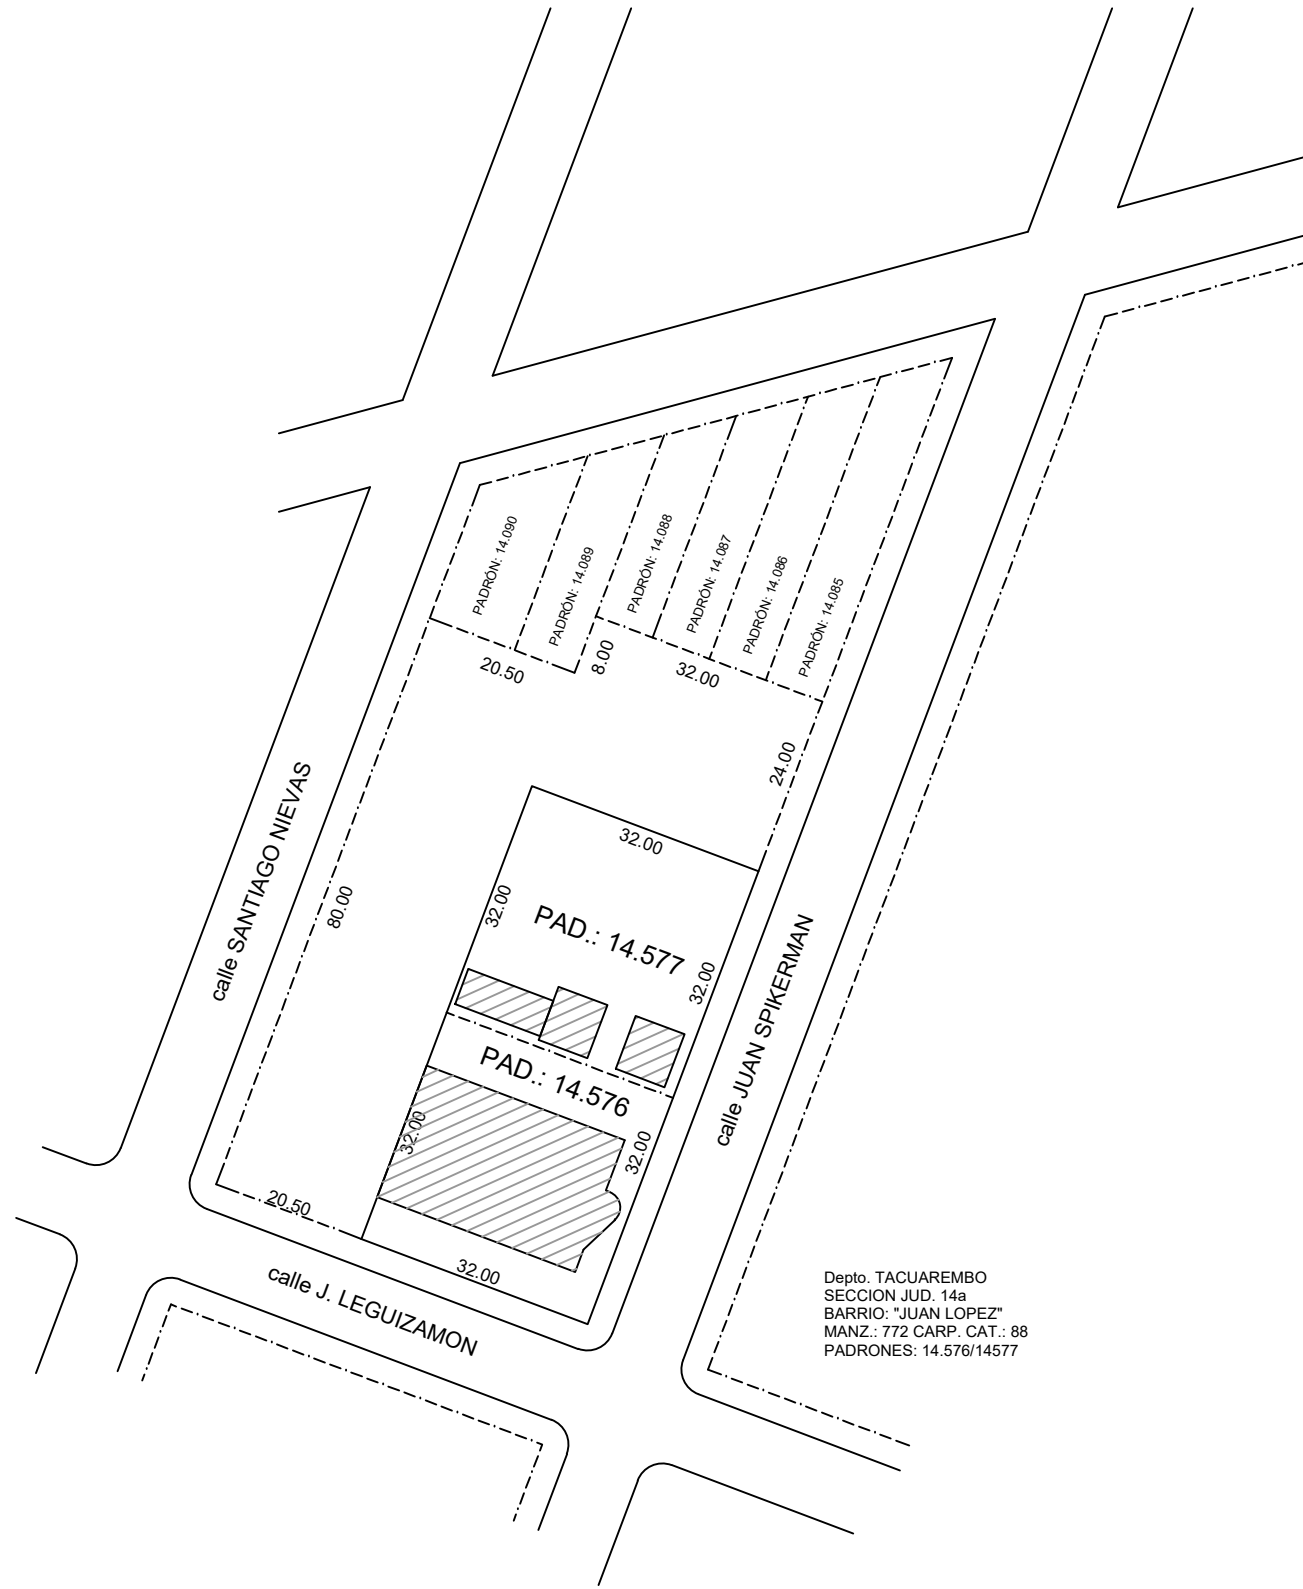 PADRÓN: 14.090
PADRÓN: 14.089
PADRÓN: 14.088
PADRÓN: 14.087
PADRÓN: 14.086
PADRÓN: 14.085
20.50
8.00
32.00
24.00
calle SANTIAGO NIEVAS
80.00
32.00
32.00
PAD.: 14.577
32.00
calle JUAN SPIKERMAN
PAD.: 14.576
32.00
32.00
20.50
32.00
calle J. LEGUIZAMON
Depto. TACUAREMBO
SECCION JUD. 14a
BARRIO: "JUAN LOPEZ"
MANZ.: 772 CARP. CAT.: 88
PADRONES: 14.576/14577